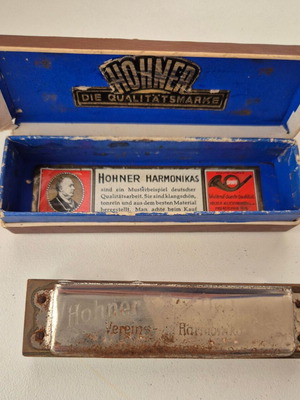 HOHNER
DIE QUALITÄTSMARKE
HOHNER HARMONIKAS
sind ein Musterbeispiel deutscher
Qualitätsarbeit. Sie sind klangschön,
tonrein und aus dem besten Material
hergestellt. Man achte beim Kauf
Hohner
Vereins-Harmonika